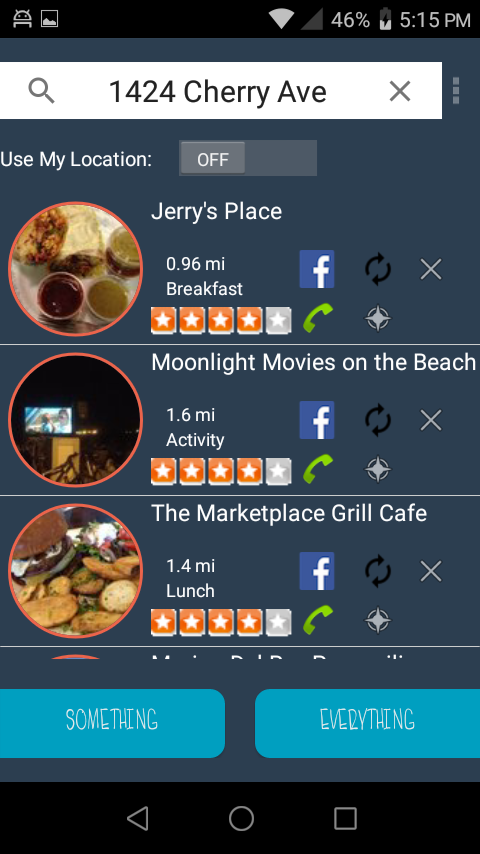 46% 5:15 PM
1424 Cherry Ave
Use My Location: OFF
Jerry's Place
0.96 mi
Breakfast
Moonlight Movies on the Beach
1.6 mi
Activity
The Marketplace Grill Cafe
1.4 mi
Lunch
SOMETHING EVERYTHING